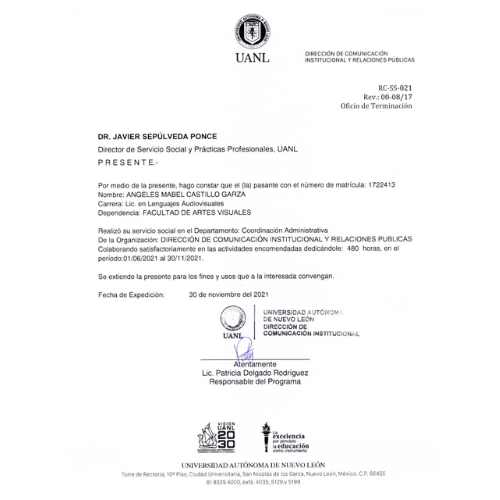 UANL
DIRECCIÓN DE COMUNICACIÓN
INSTITUCIONAL Y RELACIONES PÚBLICAS
RC-SS-021
Rev.: 00-08/17
Oficio de Terminación
DR. JAVIER SEPÚLVEDA PONCE
Director de Servicio Social y Prácticas Profesionales, UANL
P R E S E N T E.-
Por medio de la presente, hago constar que el (la) pasante con el número de matrícula: 1722413
Nombre: ANGELES MABEL CASTILLO GARZA
Carrera: Lic. en Lenguajes Audiovisuales
Dependencia: FACULTAD DE ARTES VISUALES
Realizó su servicio social en el Departamento: Coordinación Administrativa
De la Organización: DIRECCIÓN DE COMUNICACIÓN INSTITUCIONAL Y RELACIONES PUBLICAS
Colaborando satisfactoriamente en las actividades encomendadas dedicándole: 480 horas, en el
período:01/06/2021 al 30/11/2021.
Se extiende la presente para los fines y usos que a la interesada convengan.
Fecha de Expedición: 30 de noviembre del 2021
UANL
UNIVERSIDAD AUTÓNOMA
DE NUEVO LEÓN
DIRECCIÓN DE
COMUNICACIÓN INSTITUCIONAL
Atentamente
Lic. Patricia Delgado Rodríguez
Responsable del Programa
VISIÓN
UANL
2030
La
excelencia
por principio
la educación
como instrumento
UNIVERSIDAD AUTÓNOMA DE NUEVO LEÓN
Torre de Rectoría, 10º Piso, Ciudad Universitaria, San Nicolás de los Garza, Nuevo León, México, C.P. 66455
81 8329 4000, exts. 4035, 5129 y 5199